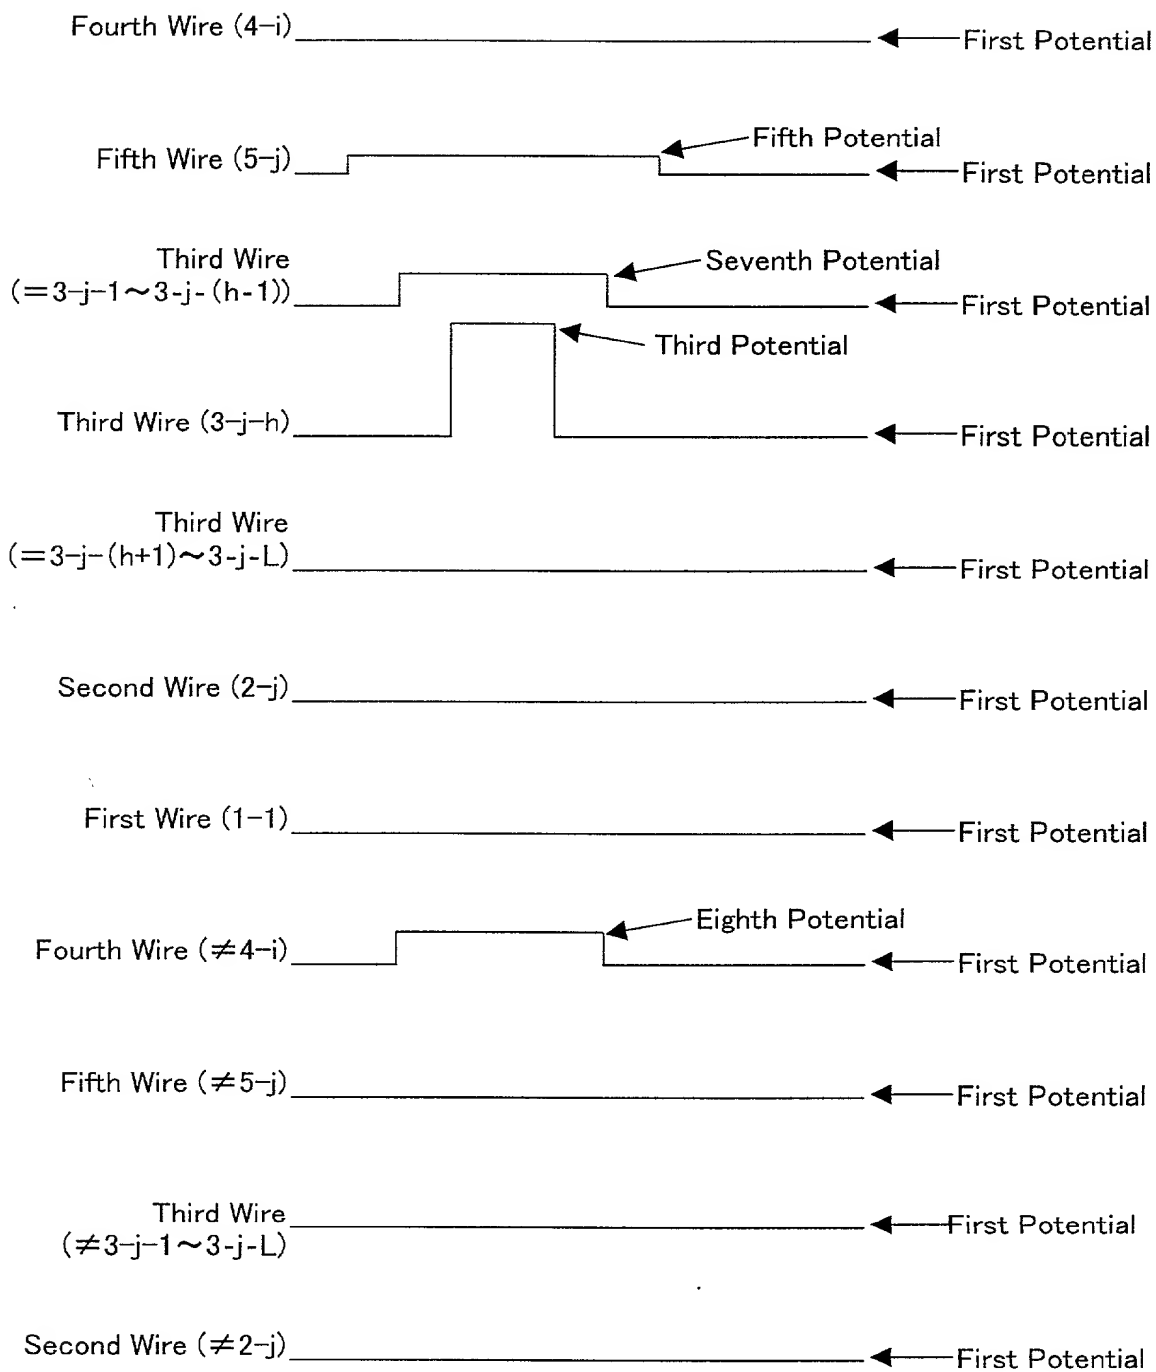 Fourth Wire (4-i)
First Potential
Fifth Potential
Fifth Wire (5-j)
First Potential
Third Wire
(=3-j-1~3-j-(h-1))
Seventh Potential
First Potential
Third Potential
Third Wire (3-j-h)
First Potential
Third Wire
(=3-j-(h+1)~3-j-L)
First Potential
Second Wire (2-j)
First Potential
First Wire (1-1)
First Potential
Eighth Potential
Fourth Wire (≠4-i)
First Potential
Fifth Wire (≠5-j)
First Potential
Third Wire
(≠3-j-1~3-j-L)
First Potential
Second Wire (≠2-j)
First Potential